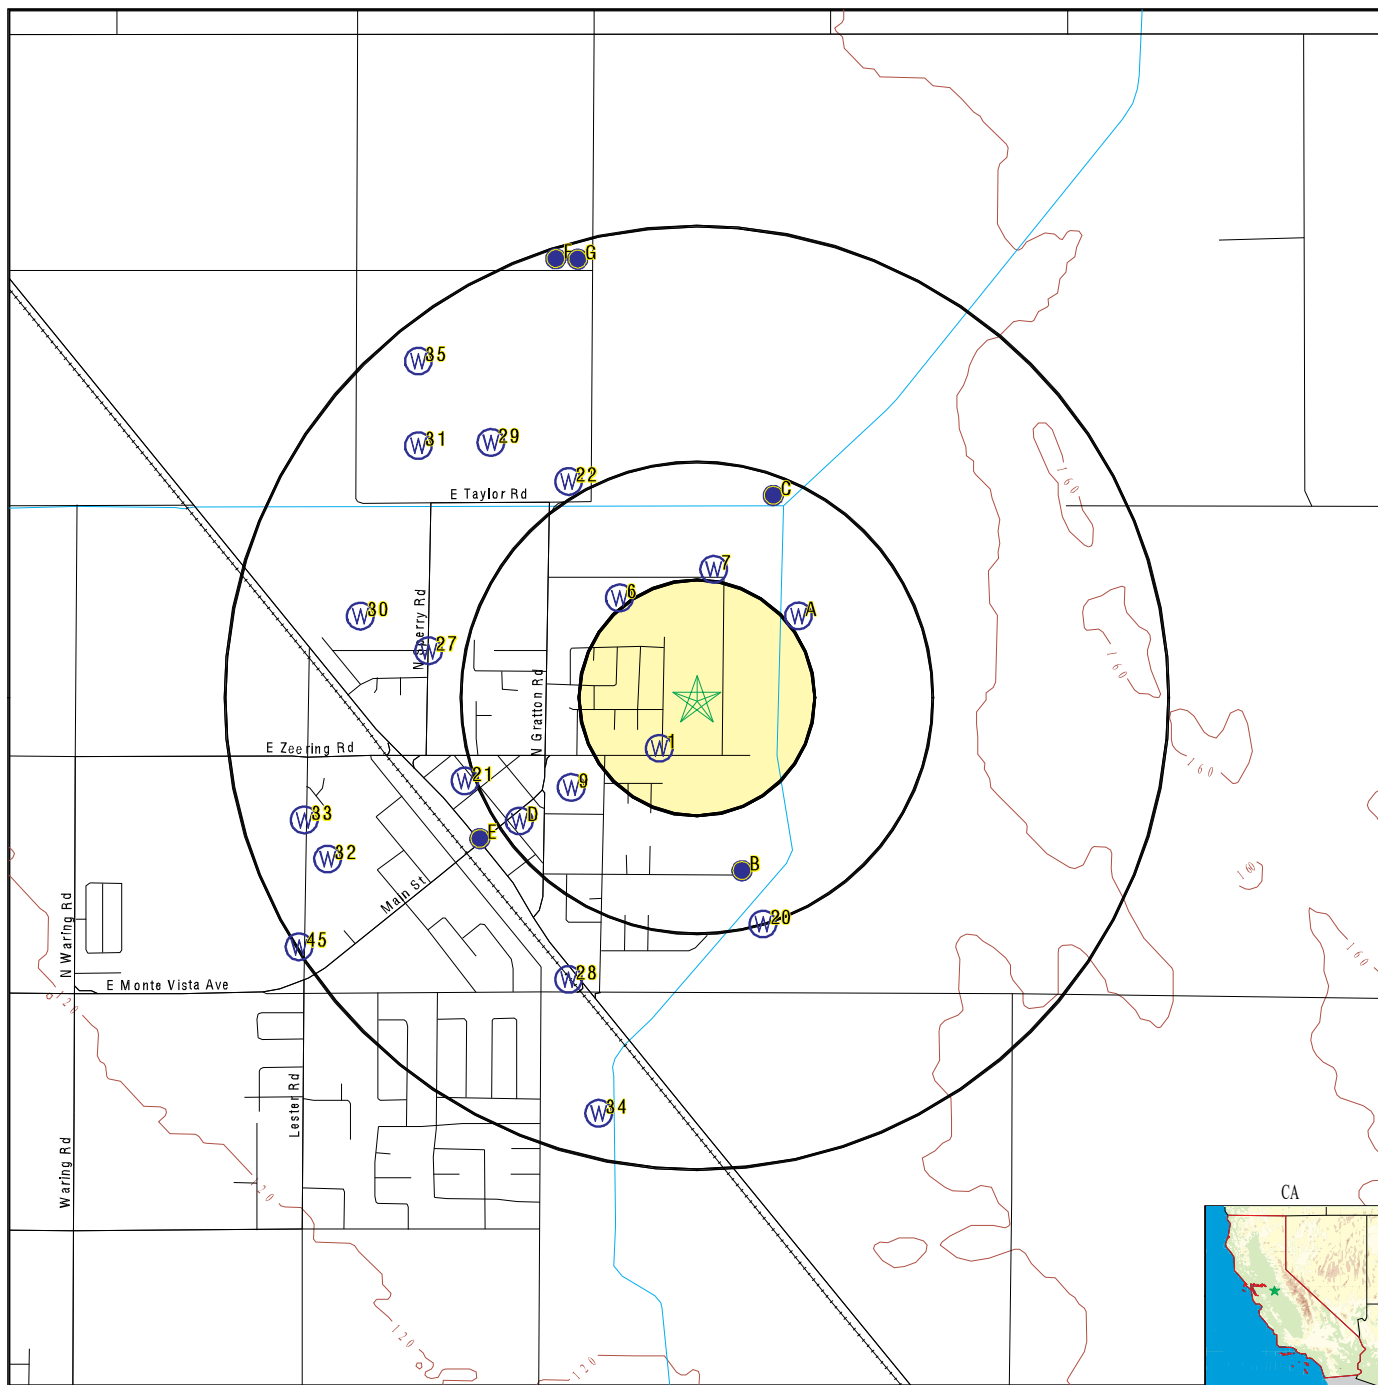 F G
W 35
W 31
W 29
W 22
E Taylor Rd
C
160
W 7
W 6
W A
W 30
N Sperry Rd
W 27
N Gratton Rd
160
E Zeering Rd
W 1
160
W 21
W 9
W 33
W D
E
W 32
B
160
Main St
W 20
N Waring Rd
W 45
160
E Monte Vista Ave
W 28
120
Lester Rd
W 34
Waring Rd
120
CA
120
120